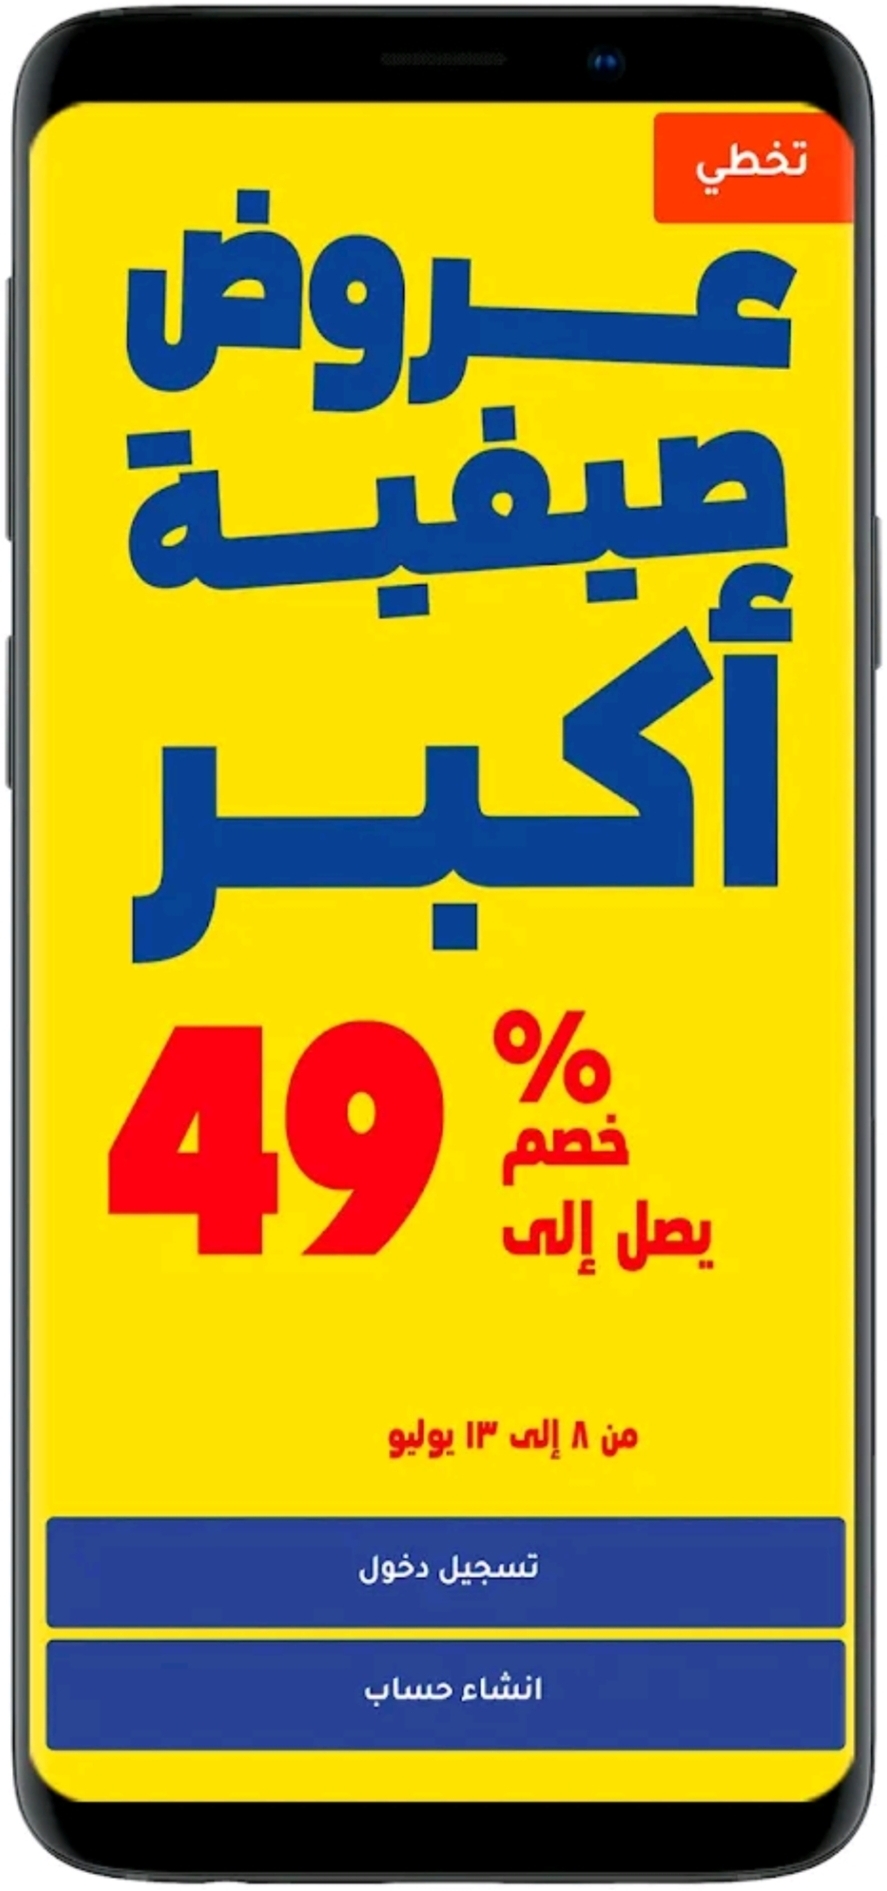 تخطي
عروض
صيفية
أكبر
%
خصم
يصل إلى
49
من ٨ إلى ١٣ يوليو
تسجيل دخول
انشاء حساب